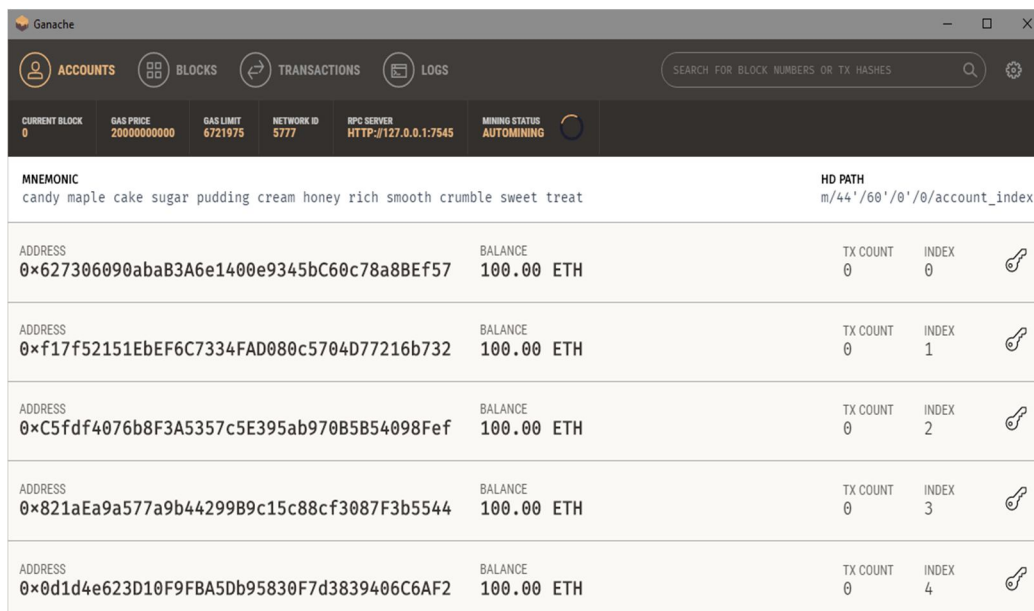 Ganache
ACCOUNTS BLOCKS TRANSACTIONS LOGS SEARCH FOR BLOCK NUMBERS OR TX HASHES
CURRENT BLOCK GAS PRICE GAS LIMIT NETWORK ID RPC SERVER MINING STATUS
0 20000000000 6721975 5777 HTTP://127.0.0.1:7545 AUTOMINING
MNEMONIC HD PATH
candy maple cake sugar pudding cream honey rich smooth crumble sweet treat m/44'/60'/0'/0/account_index
ADDRESS BALANCE TX COUNT INDEX
0×627306090abaB3A6e1400e9345bC60c78a8BEf57 100.00 ETH 0 0
ADDRESS BALANCE TX COUNT INDEX
0×f17f52151EbEF6C7334FAD080c5704D77216b732 100.00 ETH 0 1
ADDRESS BALANCE TX COUNT INDEX
0×C5fdf4076b8F3A5357c5E395ab970B5B54098Fef 100.00 ETH 0 2
ADDRESS BALANCE TX COUNT INDEX
0×821aEa9a577a9b44299B9c15c88cf3087F3b5544 100.00 ETH 0 3
ADDRESS BALANCE TX COUNT INDEX
0×0d1d4e623D10F9FBA5Db95830F7d3839406C6AF2 100.00 ETH 0 4